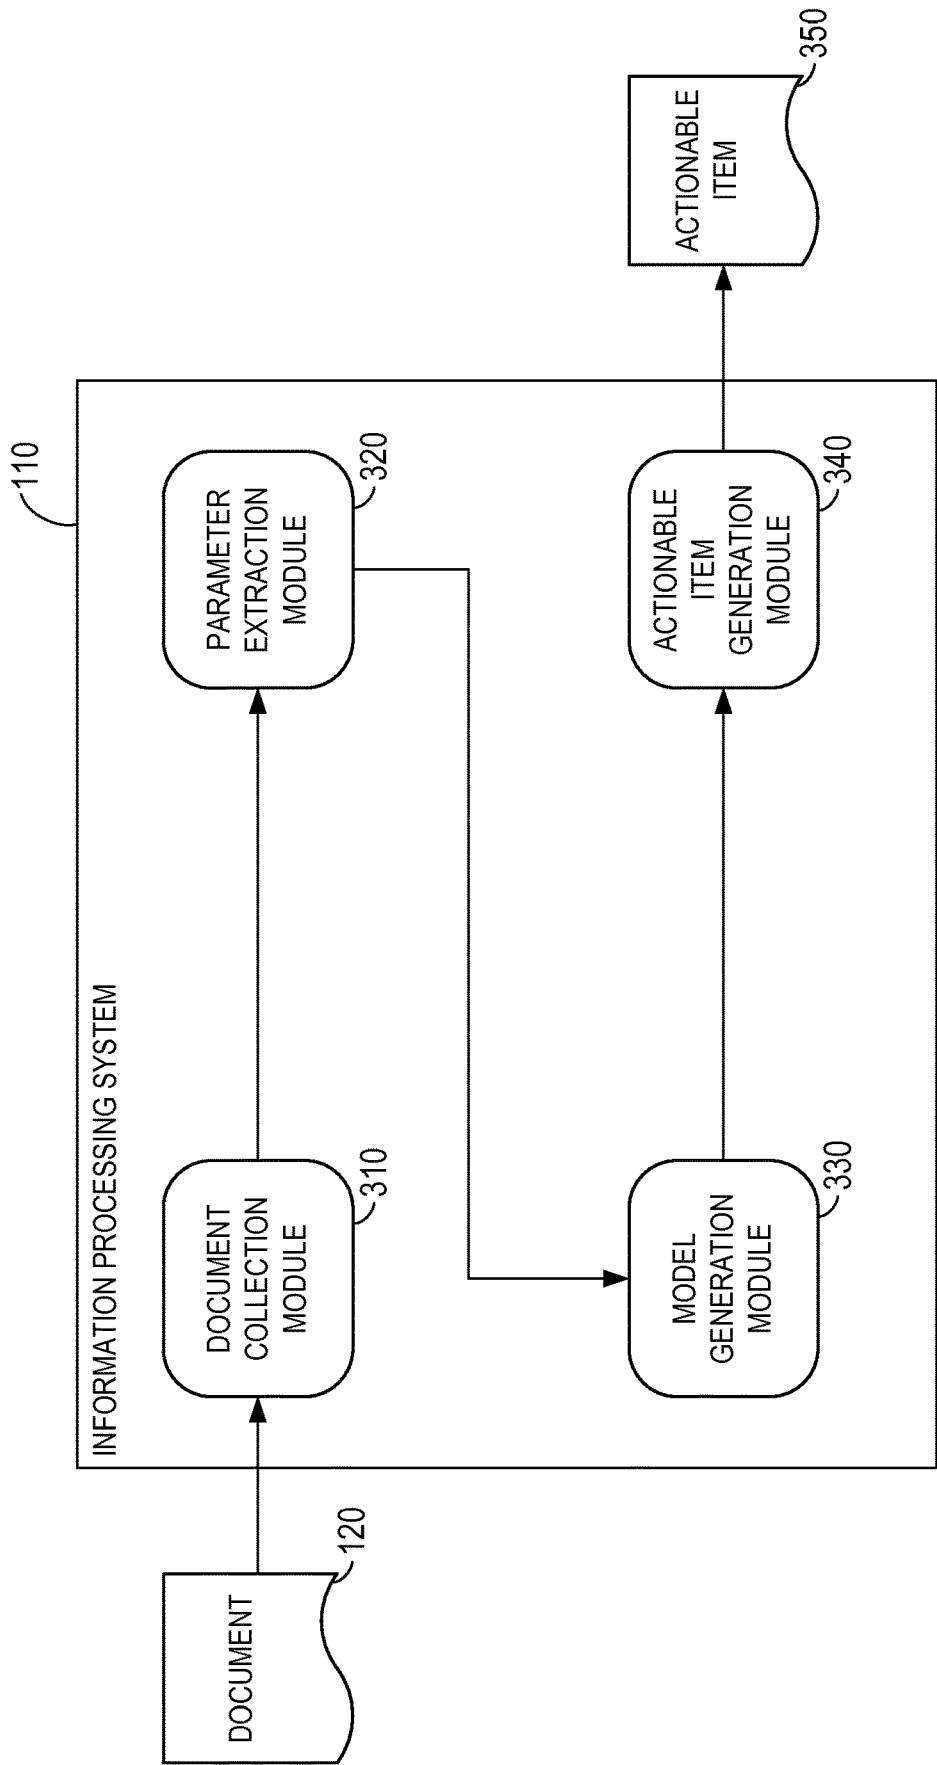 110
INFORMATION PROCESSING SYSTEM
DOCUMENT
120
DOCUMENT
COLLECTION
MODULE
310
PARAMETER
EXTRACTION
MODULE
320
MODEL
GENERATION
MODULE
330
ACTIONABLE
ITEM
GENERATION
MODULE
340
ACTIONABLE
ITEM
350